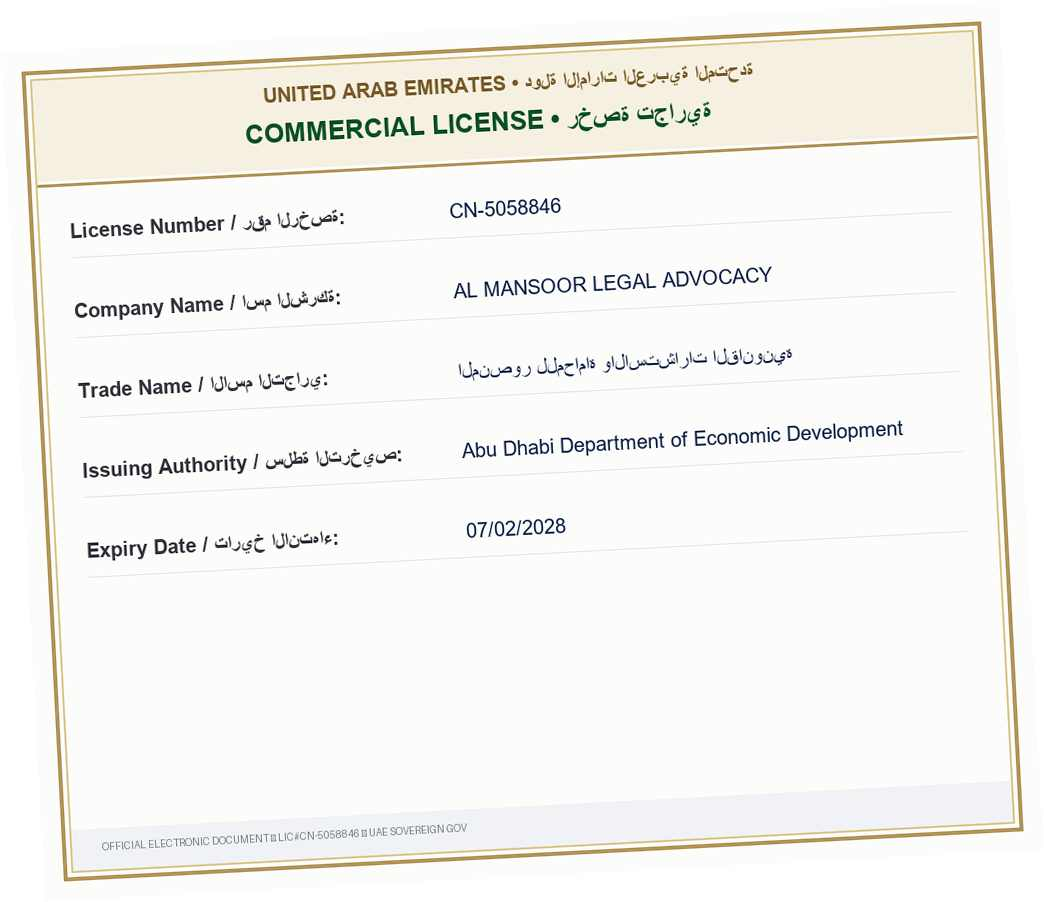 UNITED ARAB EMIRATES • دولة الإمارات العربية المتحدة
COMMERCIAL LICENSE • رخصة تجارية
License Number / رقم الرخصة: CN-5058846
Company Name / اسم الشركة: AL MANSOOR LEGAL ADVOCACY
Trade Name / الاسم التجاري: المنصور للمحاماة والاستشارات القانونية
Issuing Authority / سلطة الترخيص: Abu Dhabi Department of Economic Development
Expiry Date / تاريخ الانتهاء: 07/02/2028
OFFICIAL ELECTRONIC DOCUMENT LIC#CN-5058846 UAE SOVEREIGN GOV